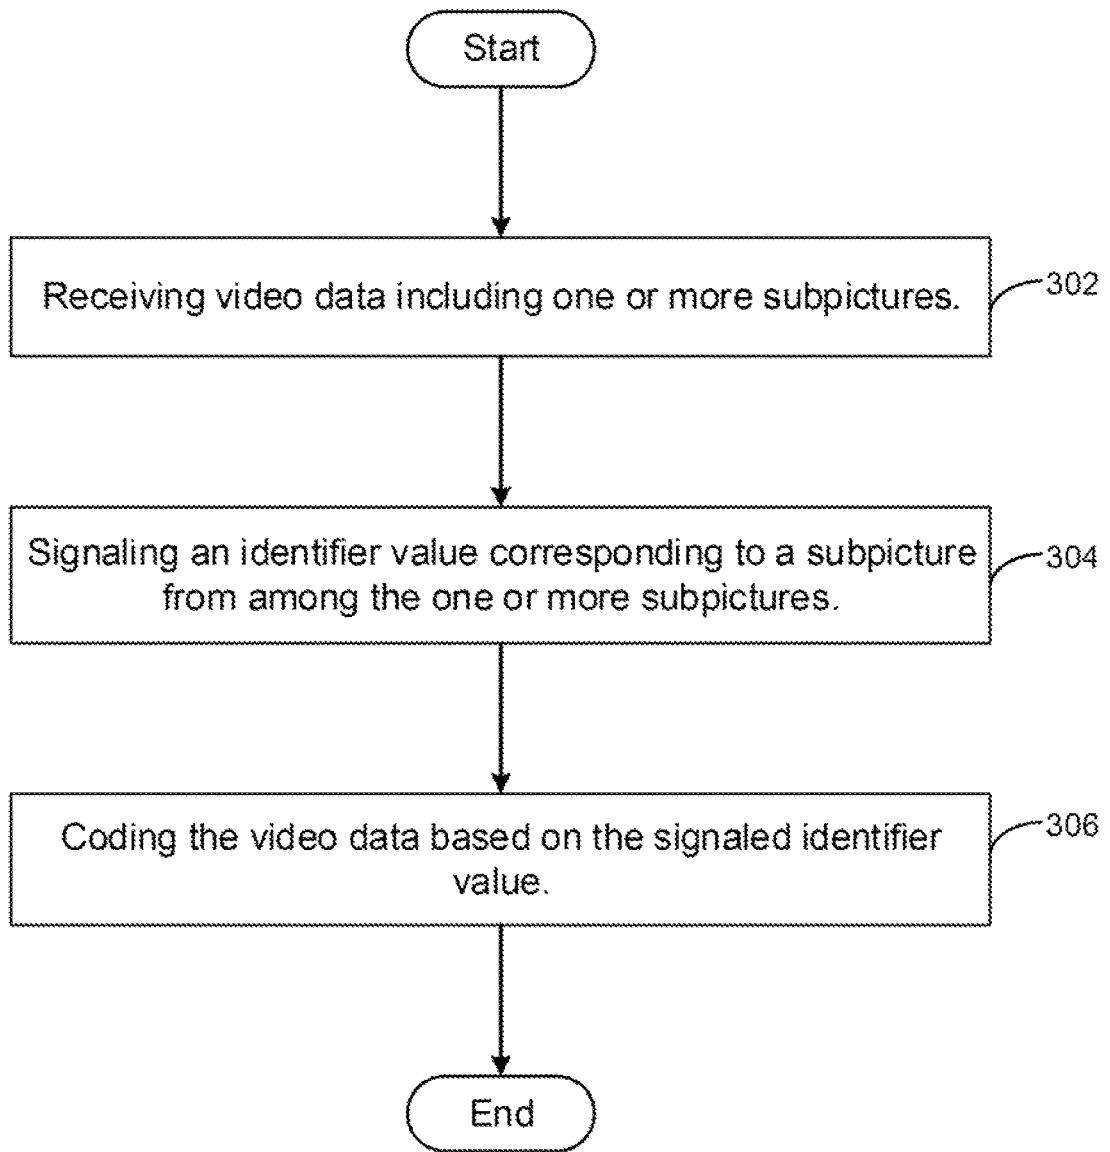 Start
Receiving video data including one or more subpictures.
302
Signaling an identifier value corresponding to a subpicture
from among the one or more subpictures.
304
Coding the video data based on the signaled identifier
value.
306
End